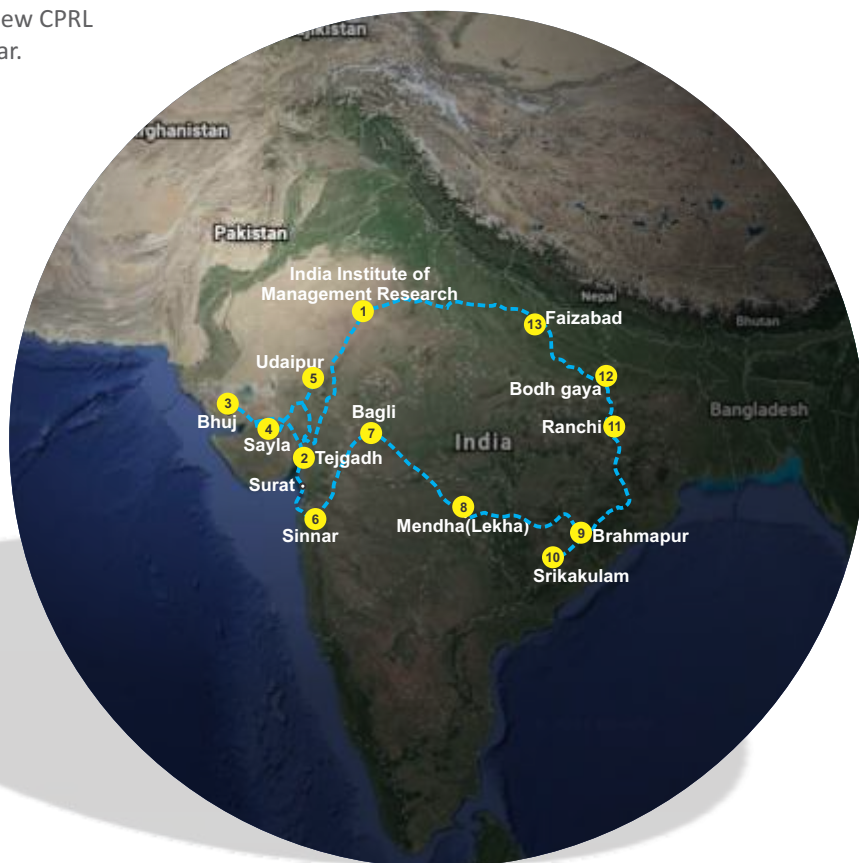 ew CPRL
ar.
jikistan
ghanistan
Pakistan
India Institute of
Management Research
1
Nepal
13
Faizabad
Bhutan
Udaipur
5
12
Bodh gaya
3
Bhuj
Bagli
7
Bangladesh
4
Sayla
India
Ranchi
11
2
Tejgadh
Surat
8
Mendha(Lekha)
6
Sinnar
9
Brahmapur
10
Srikakulam